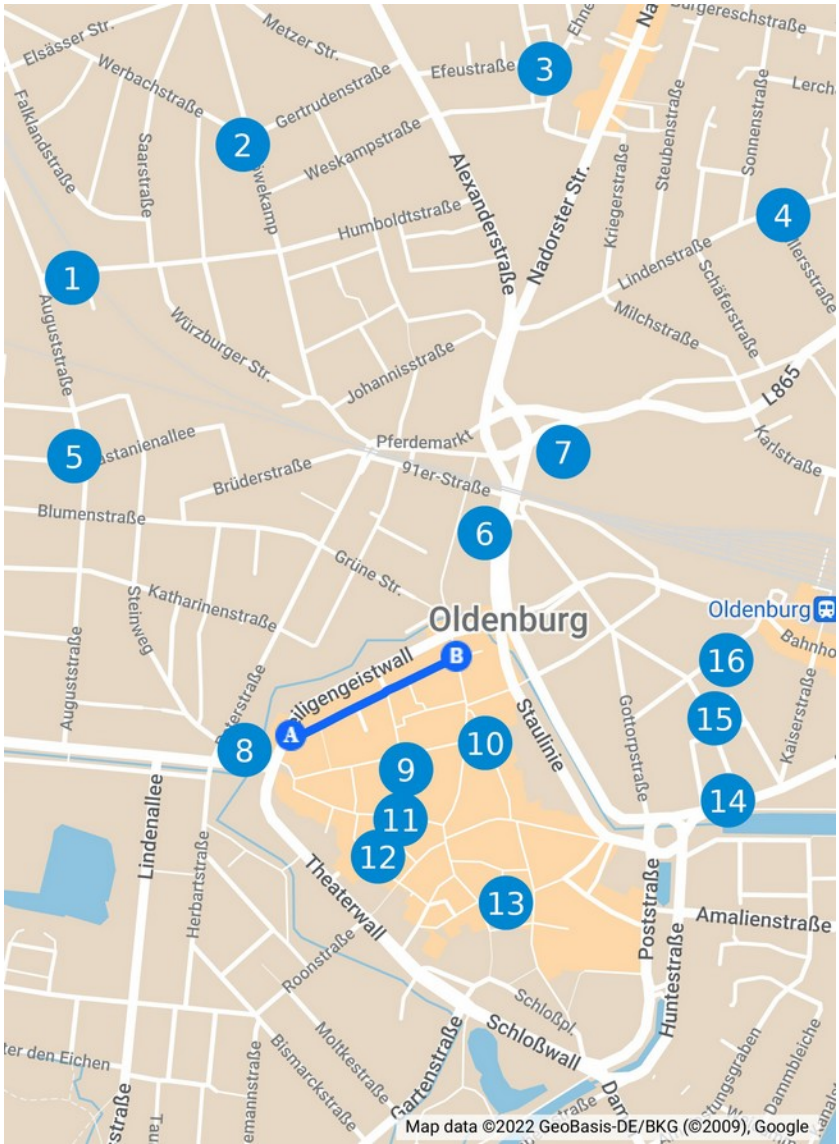 Elsässer Str.
Metzer Str.
Efeustraße
3
Werbachstraße
Gertrudenstraße
Steubenstraße
Sonnenstraße
Falklandstraße
Saarstraße
2
Weskampstraße
Alexanderstraße
Nadorster Str.
Kriegerstraße
Humboldtstraße
4
Lindenstraße
1
Schäferstraße
Auguststraße
Würzburger Str.
Milchstraße
Johannisstraße
L865
5
Pferdemarkt
7
Karlstraße
Brüderstraße
91er-Straße
Blumenstraße
6
Grüne Str.
Steinweg
Katharinenstraße
Oldenburg
Oldenburg
Auguststraße
B
16
Gottorpstraße
Kaiserstraße
A
8
9
10
Staulinie
15
14
Lindenallee
Herbartstraße
11
12
Theaterwall
13
Poststraße
Huntestraße
Amalienstraße
Roonstraße
Moltkestraße
Bismarckstraße
Gartenstraße
Schloßpl.
Schloßwall
Dammbleiche
Map data ©2022 GeoBasis-DE/BKG (©2009), Google